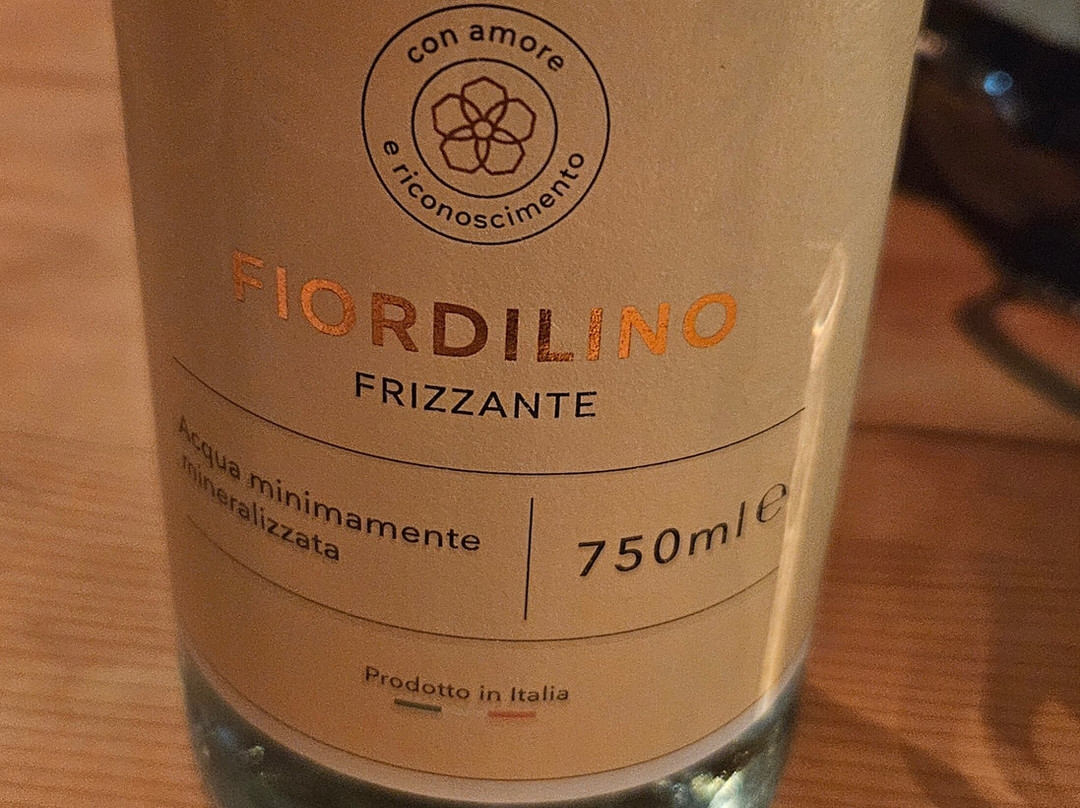 con amore
e riconoscimento
FIORDILINO
FRIZZANTE
Acqua minimamente
mineralizzata
750ml ℮
Prodotto in Italia